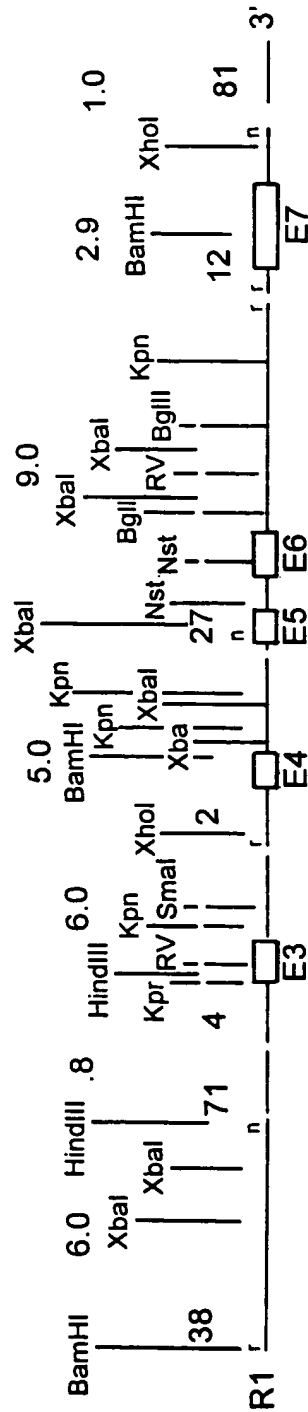 6.0 .8 6.0 5.0 9.0 2.9 1.0
BamHI XbaI XbaI HindIII HindIII Kpr RV Kpn SmaI XhoI BamHI Xba Kpn XbaI Kpn XbaI Nst Nst BglI XbaI RV XbaI BglII Kpn BamHI XhoI
38 71 4 2 27 12 81
R1 r n r n r r n 3'
E3 E4 E5 E6 E7